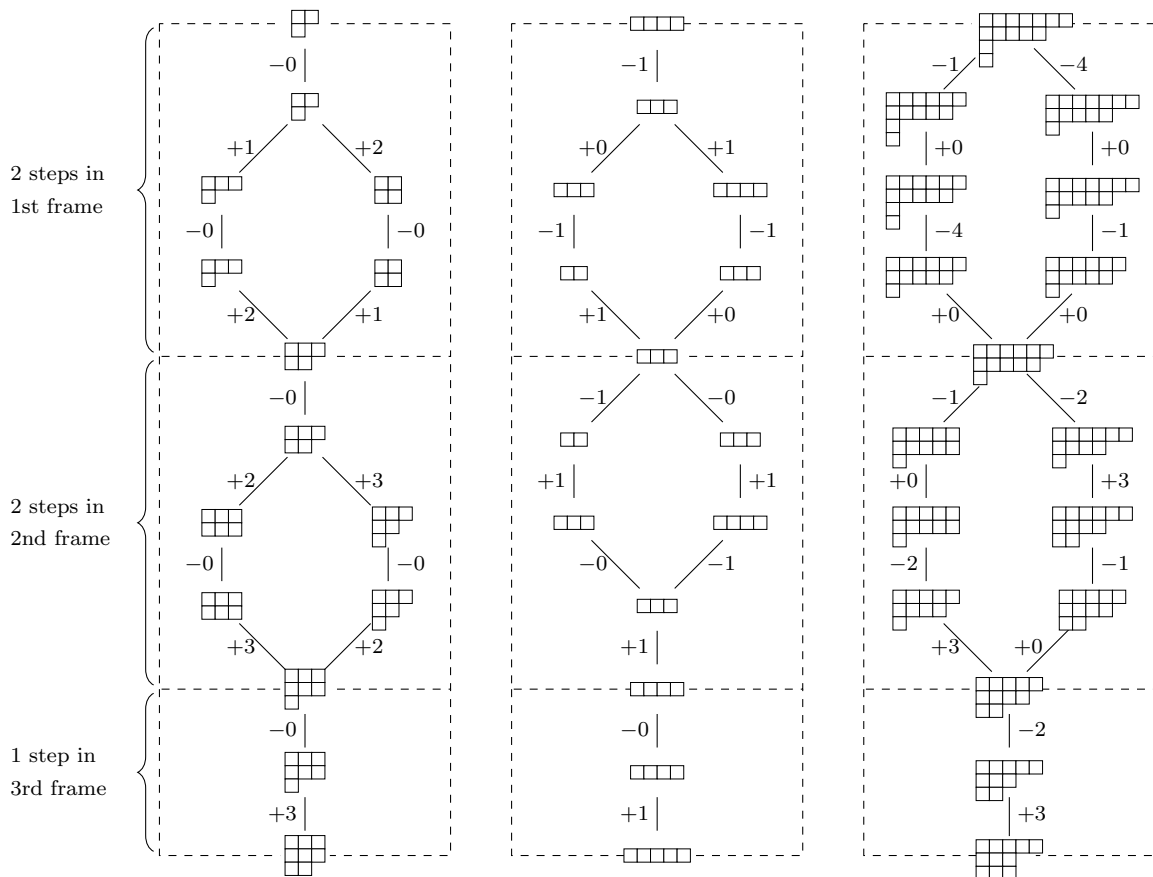 −0 −1 −1 −4
+1 +2 +0 +1 +0 +0
2 steps in
1st frame
−0 −0 −1 −1 −4 −1
+2 +1 +1 +0 +0 +0
−0 −1 −0 −1 −2
+2 +3 +1 +1 +0 +3
2 steps in
2nd frame
−0 −0 −0 −1 −2 −1
+3 +2 +1 +3 +0
−0 −0 −2
1 step in
3rd frame
+3 +1 +3